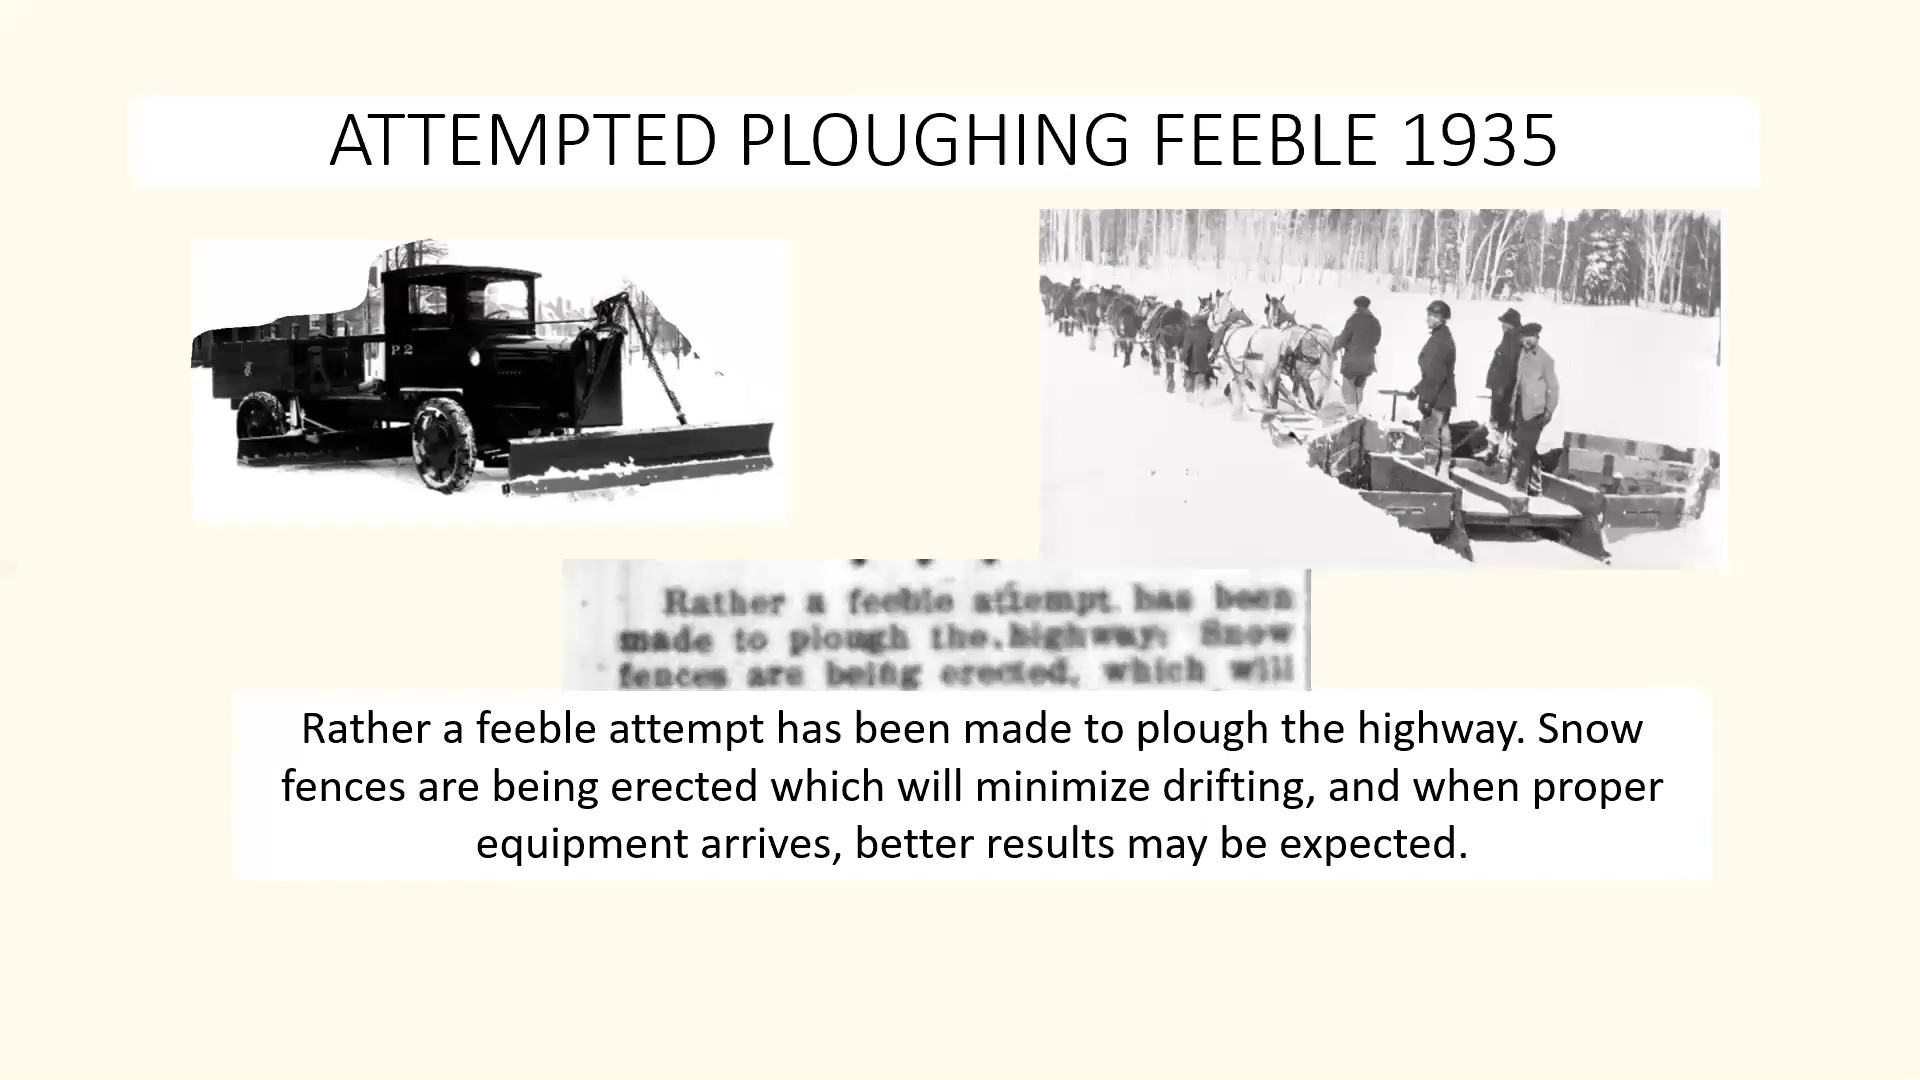 ATTEMPTED PLOUGHING FEEBLE 1935
P.2
Rather a feeble attempt has been
made to plough the highway. Snow
fences are being erected, which will
Rather a feeble attempt has been made to plough the highway. Snow
fences are being erected which will minimize drifting, and when proper
equipment arrives, better results may be expected.